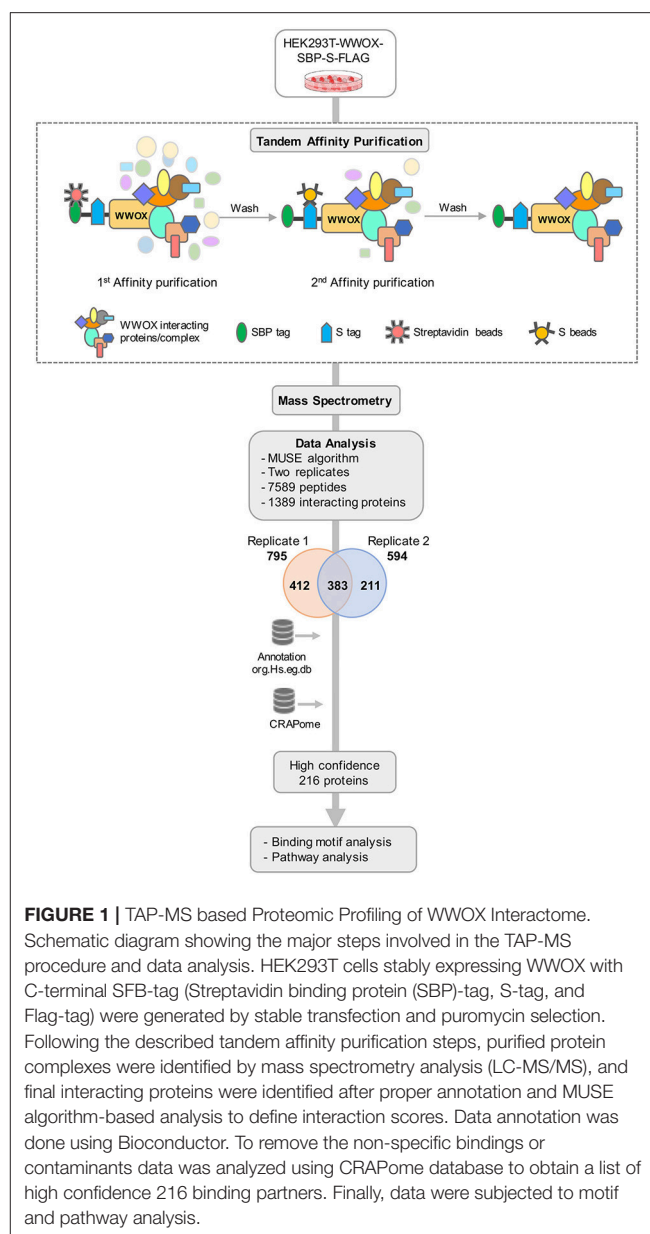 HEK293T-WWOX-
SBP-S-FLAG
Tandem Affinity Purification
WWOX
Wash
WWOX
Wash
WWOX
1st Affinity purification
2nd Affinity purification
WWOX interacting
proteins/complex
SBP tag
S tag
Streptavidin beads
S beads
Mass Spectrometry
Data Analysis
- MUSE algorithm
- Two replicates
- 7589 peptides
- 1389 interacting proteins
Replicate 1
795
Replicate 2
594
412
383
211
Annotation
org.Hs.eg.db
CRAPome
High confidence
216 proteins
- Binding motif analysis
- Pathway analysis
FIGURE 1 | TAP-MS based Proteomic Profiling of WWOX Interactome.
Schematic diagram showing the major steps involved in the TAP-MS
procedure and data analysis. HEK293T cells stably expressing WWOX with
C-terminal SFB-tag (Streptavidin binding protein (SBP)-tag, S-tag, and
Flag-tag) were generated by stable transfection and puromycin selection.
Following the described tandem affinity purification steps, purified protein
complexes were identified by mass spectrometry analysis (LC-MS/MS), and
final interacting proteins were identified after proper annotation and MUSE
algorithm-based analysis to define interaction scores. Data annotation was
done using Bioconductor. To remove the non-specific bindings or
contaminants data was analyzed using CRAPome database to obtain a list of
high confidence 216 binding partners. Finally, data were subjected to motif
and pathway analysis.